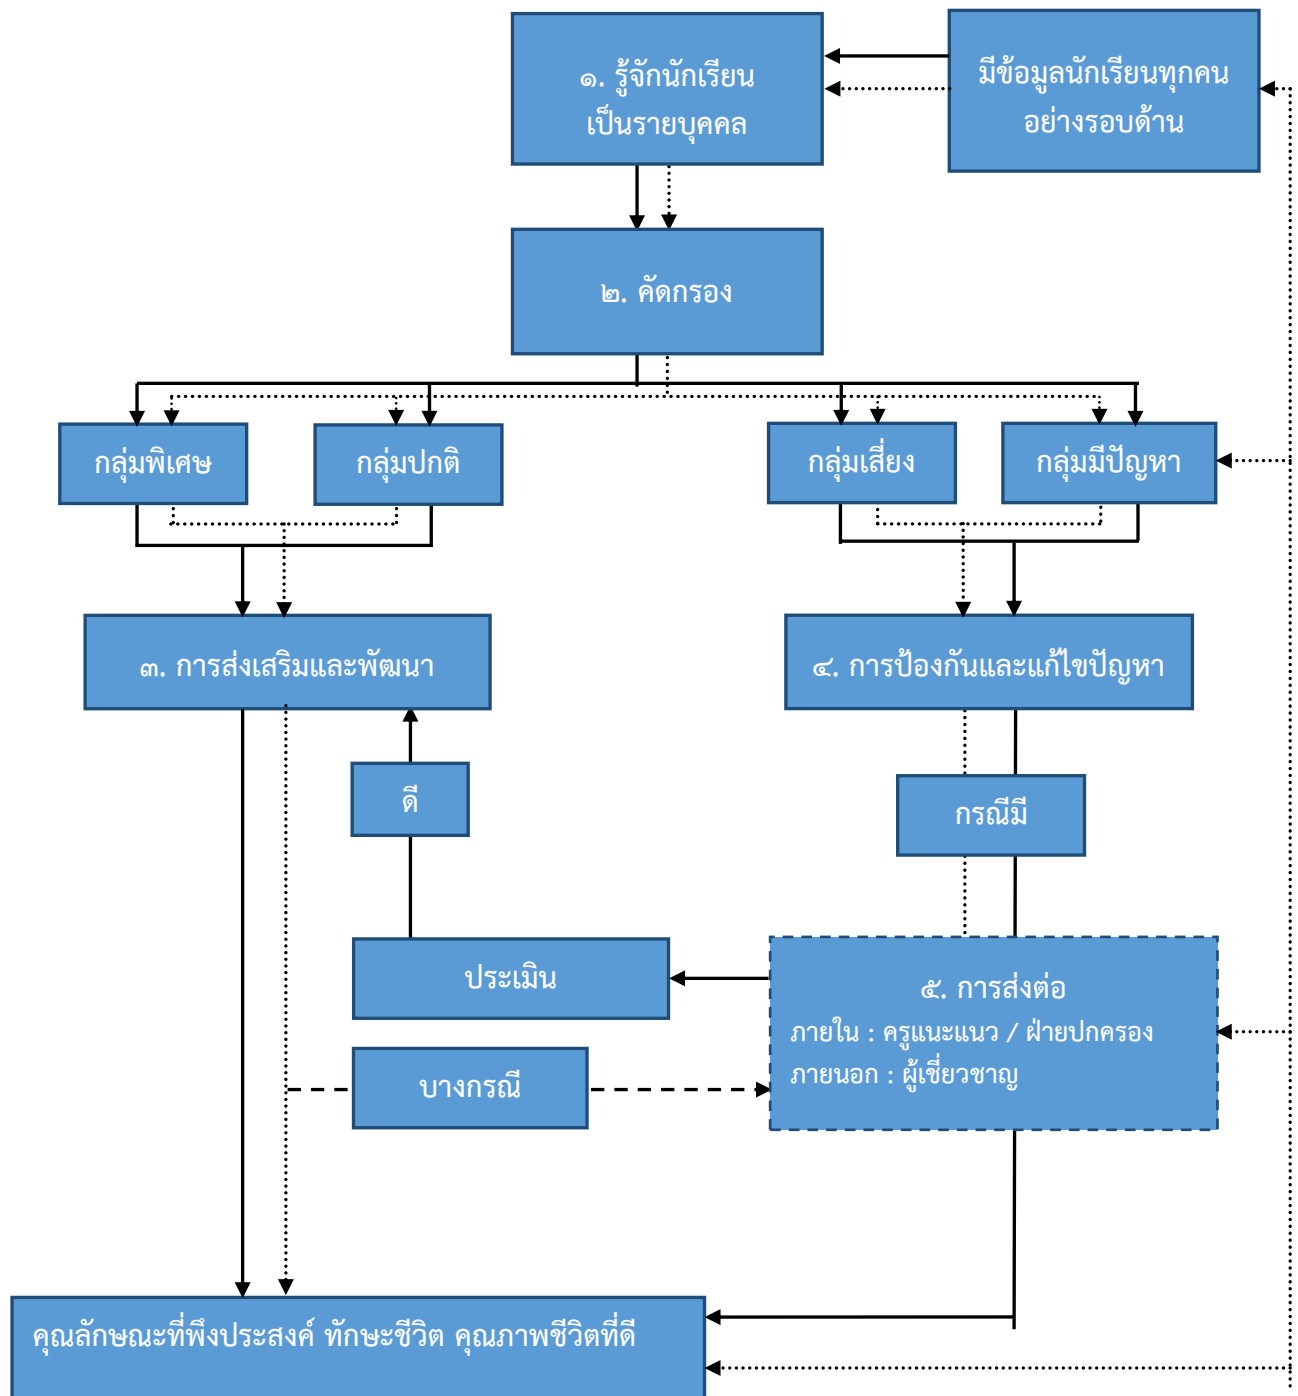 ๑. รู้จักนักเรียน
เป็นรายบุคคล
มีข้อมูลนักเรียนทุกคน
อย่างรอบด้าน
๒. คัดกรอง
กลุ่มพิเศษ
กลุ่มปกติ
กลุ่มเสี่ยง
กลุ่มมีปัญหา
๓. การส่งเสริมและพัฒนา
๔. การป้องกันและแก้ไขปัญหา
ดี
กรณีมี
ประเมิน
๕. การส่งต่อ
ภายใน : ครูแนะแนว / ฝ่ายปกครอง
ภายนอก : ผู้เชี่ยวชาญ
บางกรณี
คุณลักษณะที่พึงประสงค์ ทักษะชีวิต คุณภาพชีวิตที่ดี